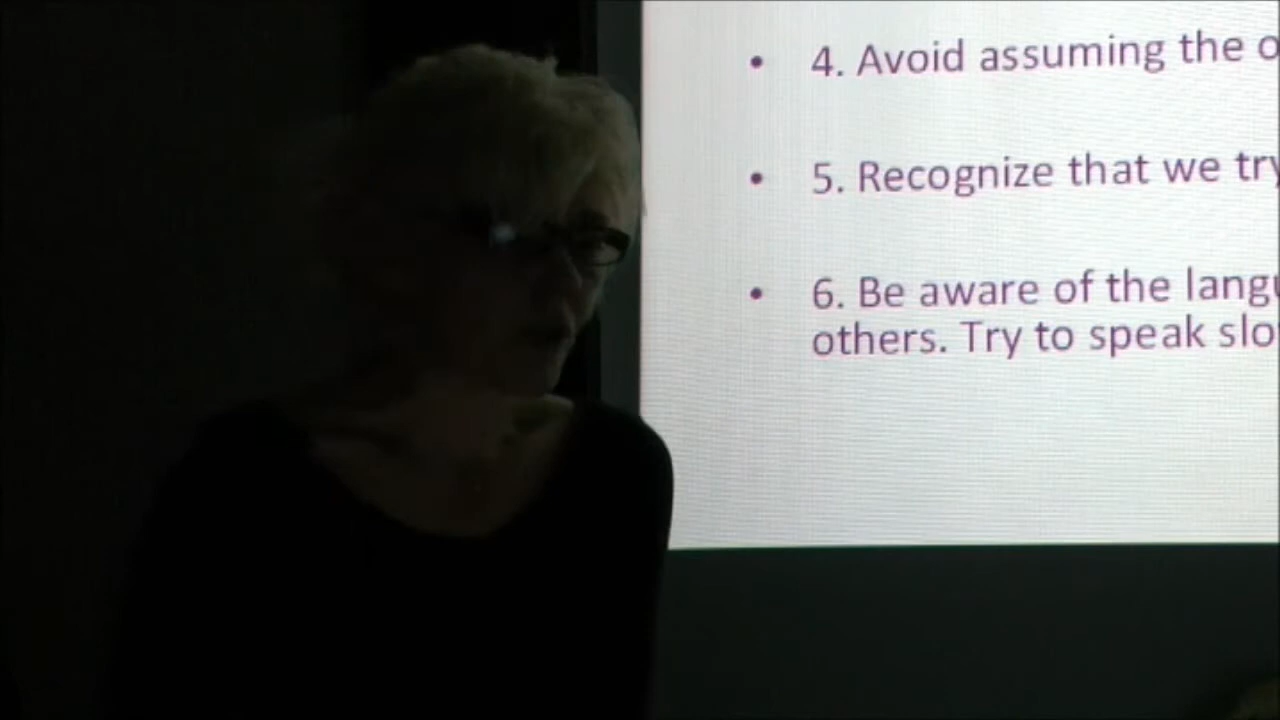 • 4. Avoid assuming the
• 5. Recognize that we
• 6. Be aware of the
others. Try to speak